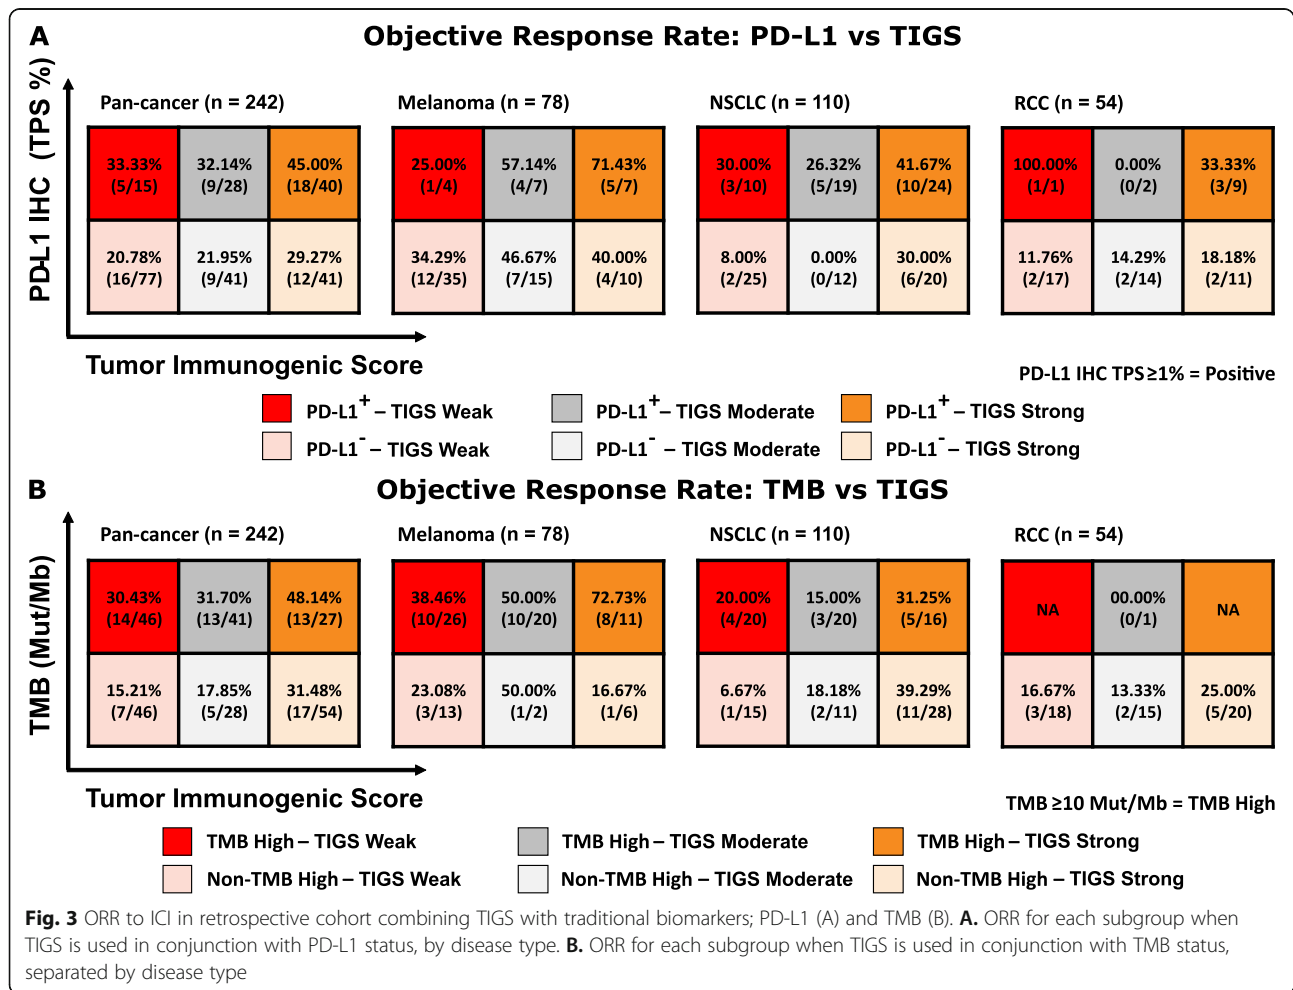 A
Objective Response Rate: PD-L1 vs TIGS
PD-L1 IHC (TPS %)
Pan-cancer (n = 242)
Melanoma (n = 78)
NSCLC (n = 110)
RCC (n = 54)
33.33% 32.14% 45.00%
(5/15) (9/28) (18/40)
20.78% 21.95% 29.27%
(16/77) (9/41) (12/41)
25.00% 57.14% 71.43%
(1/4) (4/7) (5/7)
34.29% 46.67% 40.00%
(12/35) (7/15) (4/10)
30.00% 26.32% 41.67%
(3/10) (5/19) (10/24)
8.00% 0.00% 30.00%
(2/25) (0/12) (6/20)
100.00% 0.00% 33.33%
(1/1) (0/2) (3/9)
11.76% 14.29% 18.18%
(2/17) (2/14) (2/11)
Tumor Immunogenic Score
PD-L1 IHC TPS ≥1% = Positive
PD-L1+ – TIGS Weak
PD-L1+ – TIGS Moderate
PD-L1+ – TIGS Strong
PD-L1- – TIGS Weak
PD-L1- – TIGS Moderate
PD-L1- – TIGS Strong
B
Objective Response Rate: TMB vs TIGS
TMB (Mut/Mb)
Pan-cancer (n = 242)
Melanoma (n = 78)
NSCLC (n = 110)
RCC (n = 54)
30.43% 31.70% 48.14%
(14/46) (13/41) (13/27)
15.21% 17.85% 31.48%
(7/46) (5/28) (17/54)
38.46% 50.00% 72.73%
(10/26) (10/20) (8/11)
23.08% 50.00% 16.67%
(3/13) (1/2) (1/6)
20.00% 15.00% 31.25%
(4/20) (3/20) (5/16)
6.67% 18.18% 39.29%
(1/15) (2/11) (11/28)
NA 00.00% NA
(0/1)
16.67% 13.33% 25.00%
(3/18) (2/15) (5/20)
Tumor Immunogenic Score
TMB ≥10 Mut/Mb = TMB High
TMB High – TIGS Weak
TMB High – TIGS Moderate
TMB High – TIGS Strong
Non-TMB High – TIGS Weak
Non-TMB High – TIGS Moderate
Non-TMB High – TIGS Strong
Fig. 3 ORR to ICI in retrospective cohort combining TIGS with traditional biomarkers; PD-L1 (A) and TMB (B). A. ORR for each subgroup when
TIGS is used in conjunction with PD-L1 status, by disease type. B. ORR for each subgroup when TIGS is used in conjunction with TMB status,
separated by disease type